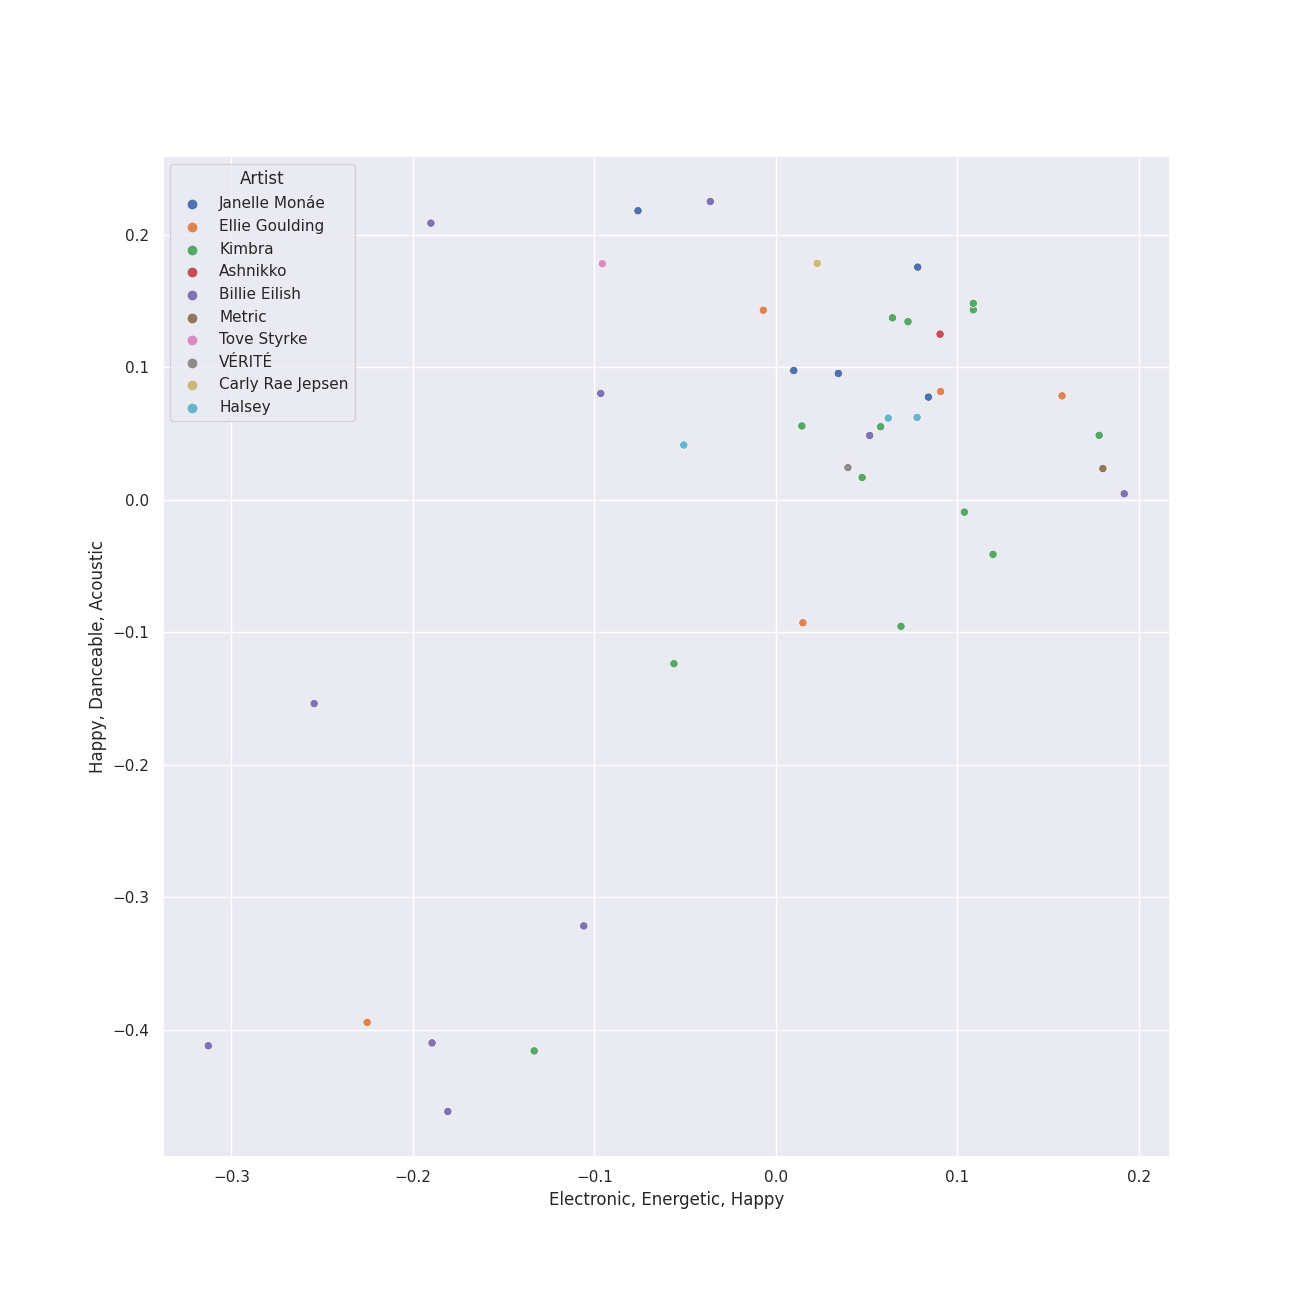 Artist
Janelle Monáe
Ellie Goulding
Kimbra
Ashnikko
Billie Eilish
Metric
Tove Styrke
VÉRITÉ
Carly Rae Jepsen
Halsey
0.2
0.1
0.0
−0.1
−0.2
−0.3
−0.4
Happy, Danceable, Acoustic
−0.3 −0.2 −0.1 0.0 0.1 0.2
Electronic, Energetic, Happy